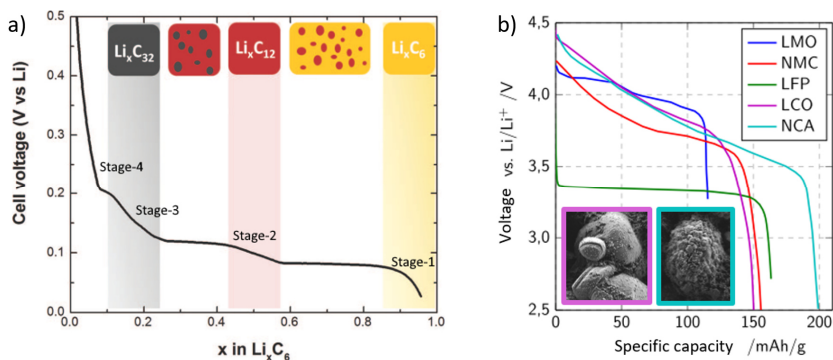 a)
Cell voltage (V vs Li)
0.5
0.4
0.3
0.2
0.1
0.0
LiₓC₃₂
LiₓC₁₂
LiₓC₆
Stage-4
Stage-3
Stage-2
Stage-1
0.0 0.2 0.4 0.6 0.8 1.0
x in LiₓC₆
b)
Voltage vs. Li/Li⁺ /V
4.5
4.0
3.5
3.0
2.5
LMO
NMC
LFP
LCO
NCA
0 50 100 150 200
Specific capacity /mAh/g